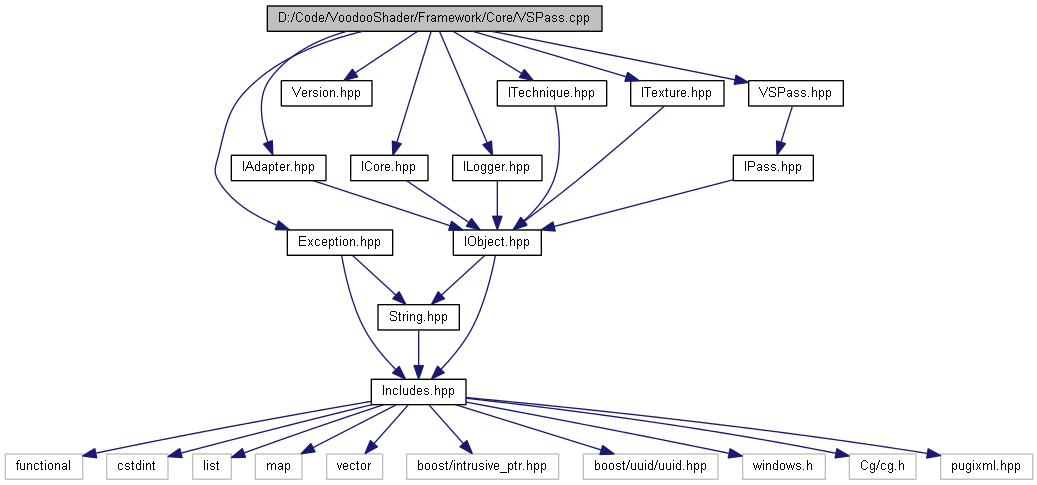 D:/Code/VoodooShader/Framework/Core/VSPass.cpp
Version.hpp
ITechnique.hpp
ITexture.hpp
VSPass.hpp
IAdapter.hpp
ICore.hpp
ILogger.hpp
IPass.hpp
Exception.hpp
IObject.hpp
String.hpp
Includes.hpp
functional
cstdint
list
map
vector
boost/intrusive_ptr.hpp
boost/uuid/uuid.hpp
windows.h
Cg/cg.h
pugixml.hpp